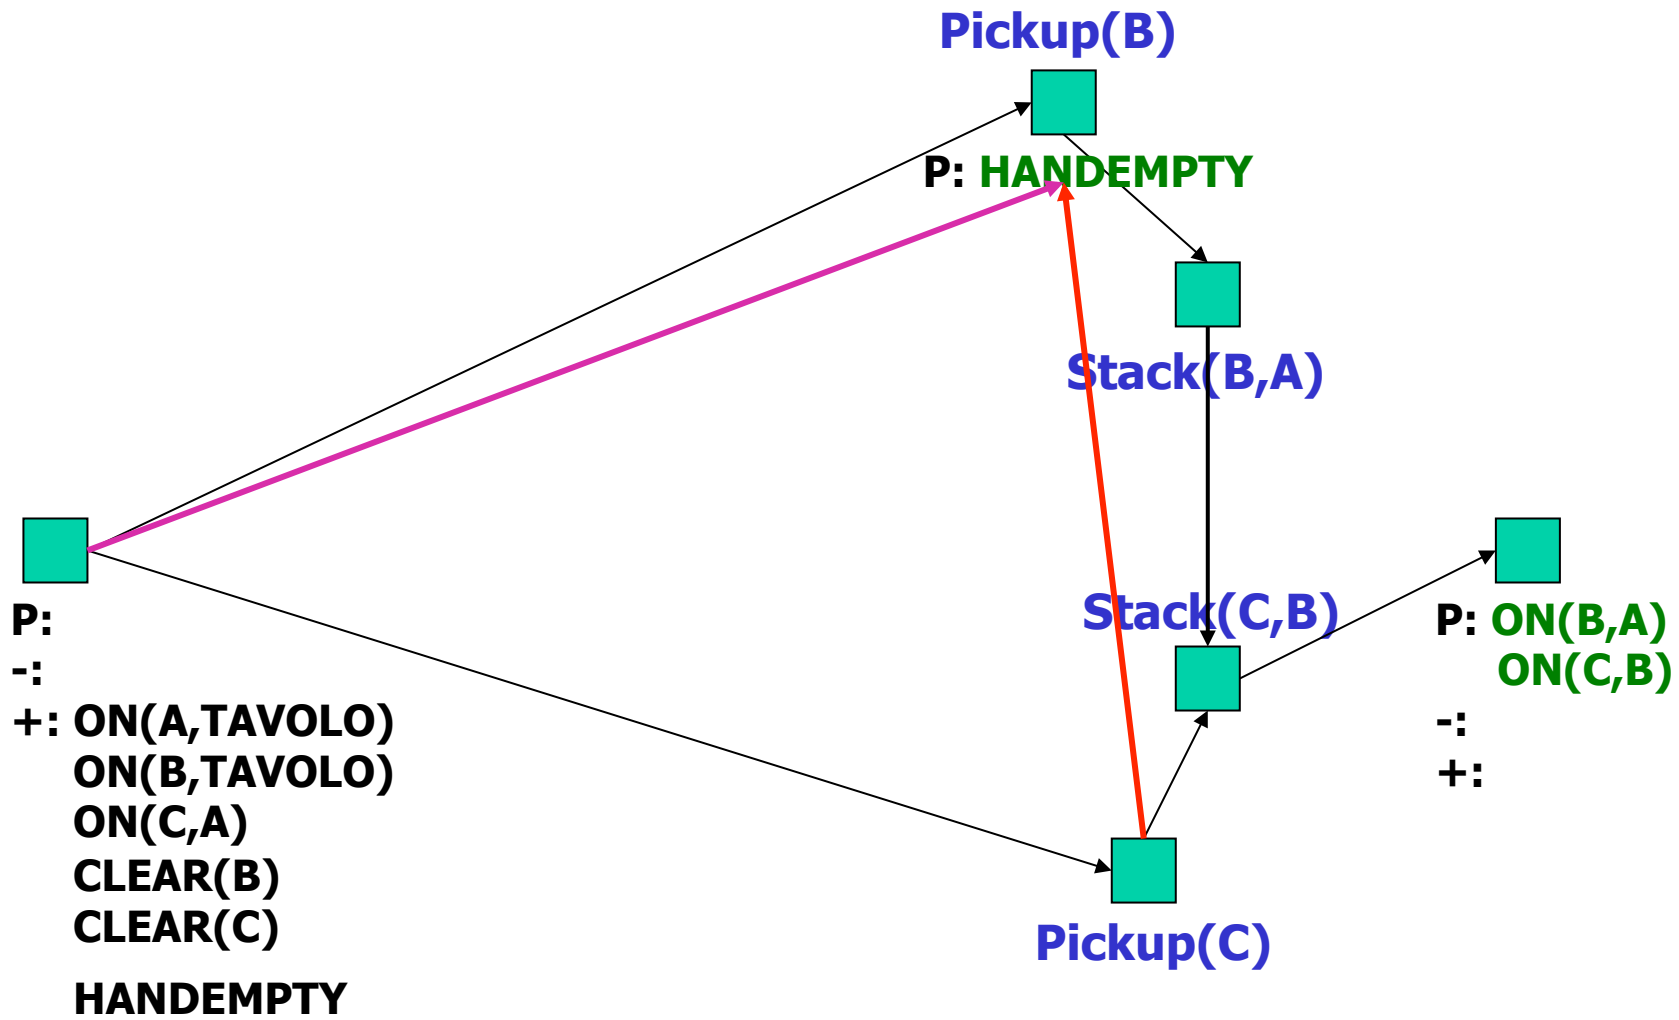 Pickup(B)
P: HANDEMPTY
Stack(B,A)
Stack(C,B)
P:
-:
+: ON(A,TAVOLO)
ON(B,TAVOLO)
ON(C,A)
CLEAR(B)
CLEAR(C)
HANDEMPTY
P: ON(B,A)
ON(C,B)
-:
+:
Pickup(C)